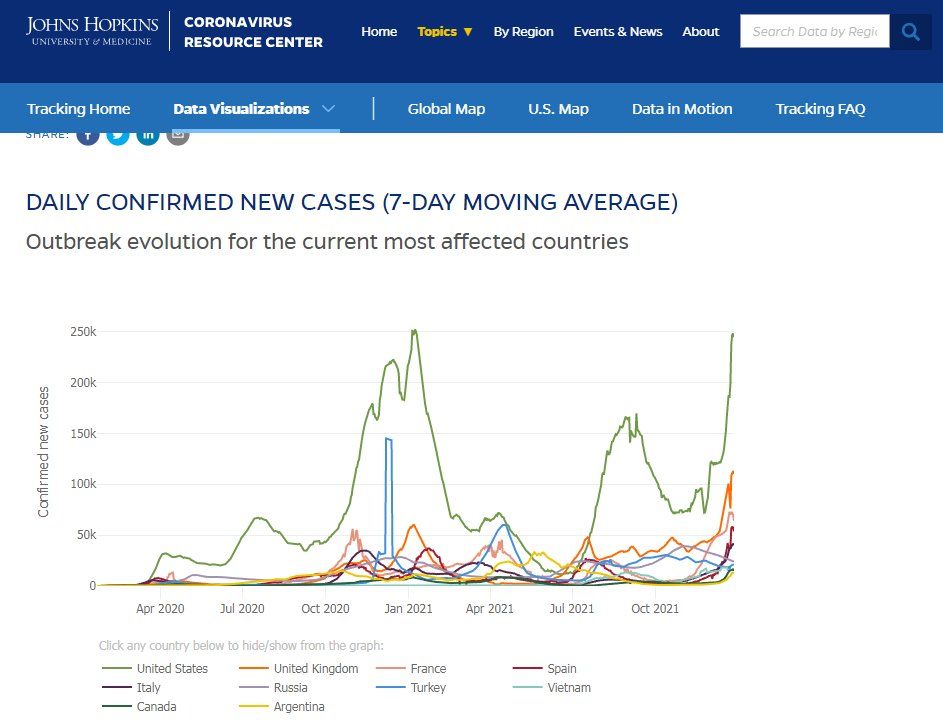 JOHNS HOPKINS
UNIVERSITY & MEDICINE
CORONAVIRUS
RESOURCE CENTER
Home
Topics ▼
By Region
Events & News
About
Search Data by Regi
Tracking Home
Data Visualizations
Global Map
U.S. Map
Data in Motion
Tracking FAQ
SHARE:
DAILY CONFIRMED NEW CASES (7-DAY MOVING AVERAGE)
Outbreak evolution for the current most affected countries
Confirmed new cases
250k
200k
150k
100k
50k
0
Apr 2020 Jul 2020 Oct 2020 Jan 2021 Apr 2021 Jul 2021 Oct 2021
Click any country below to hide/show from the graph:
United States United Kingdom France Spain
Italy Russia Turkey Vietnam
Canada Argentina